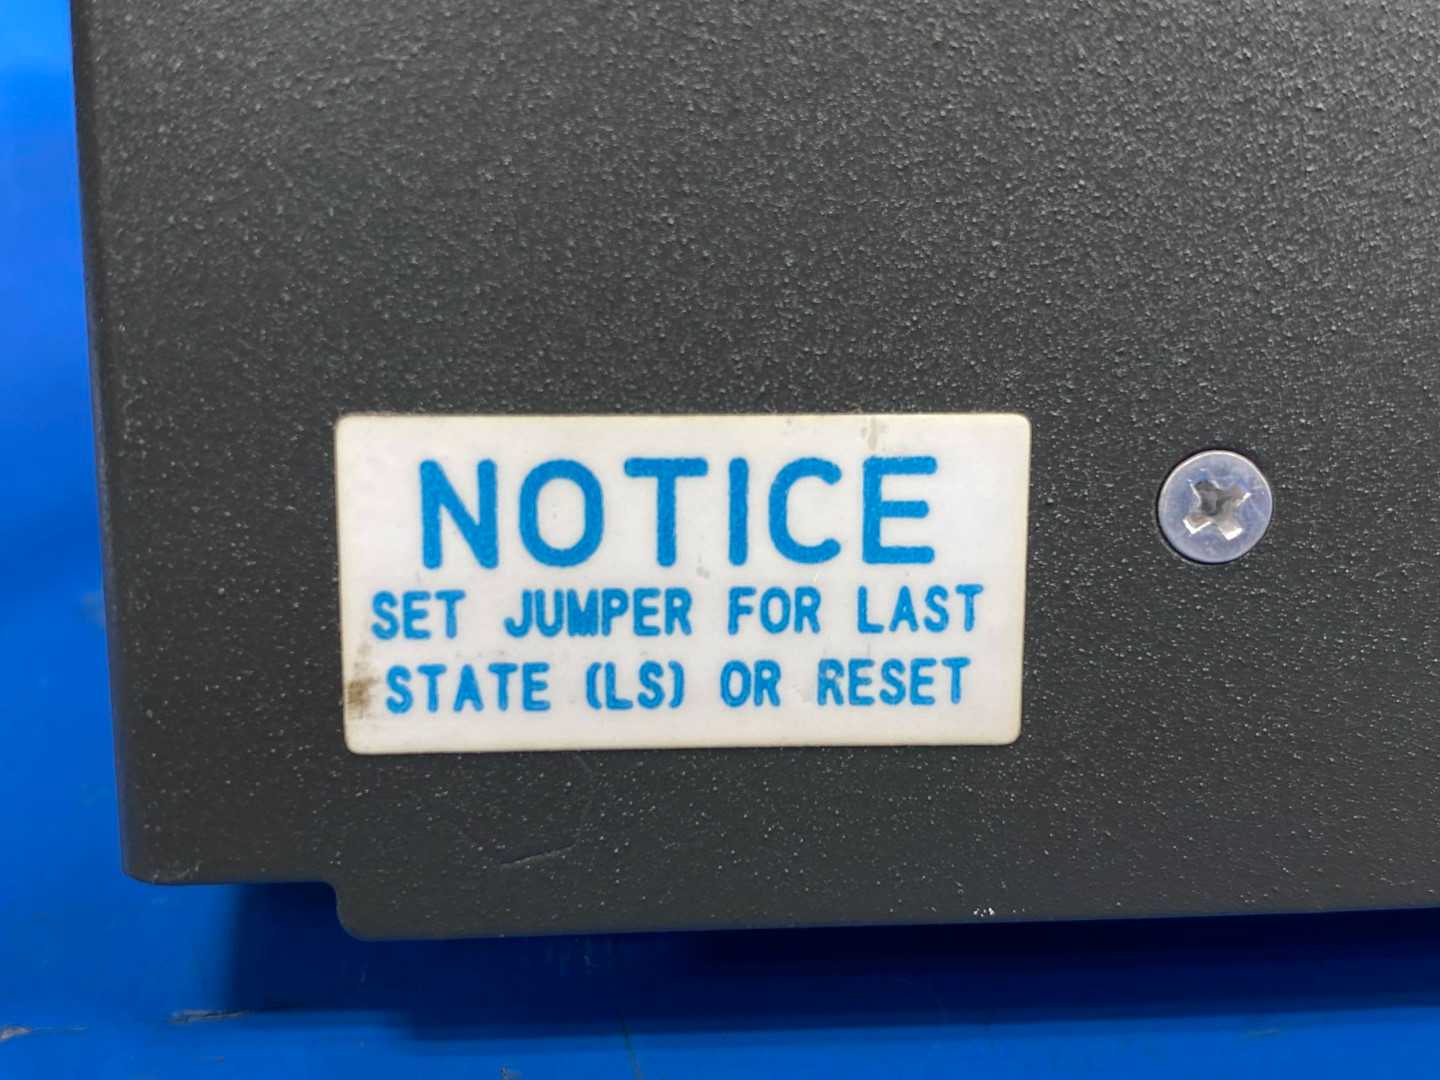 NOTICE
SET JUMPER FOR LAST
STATE (LS) OR RESET